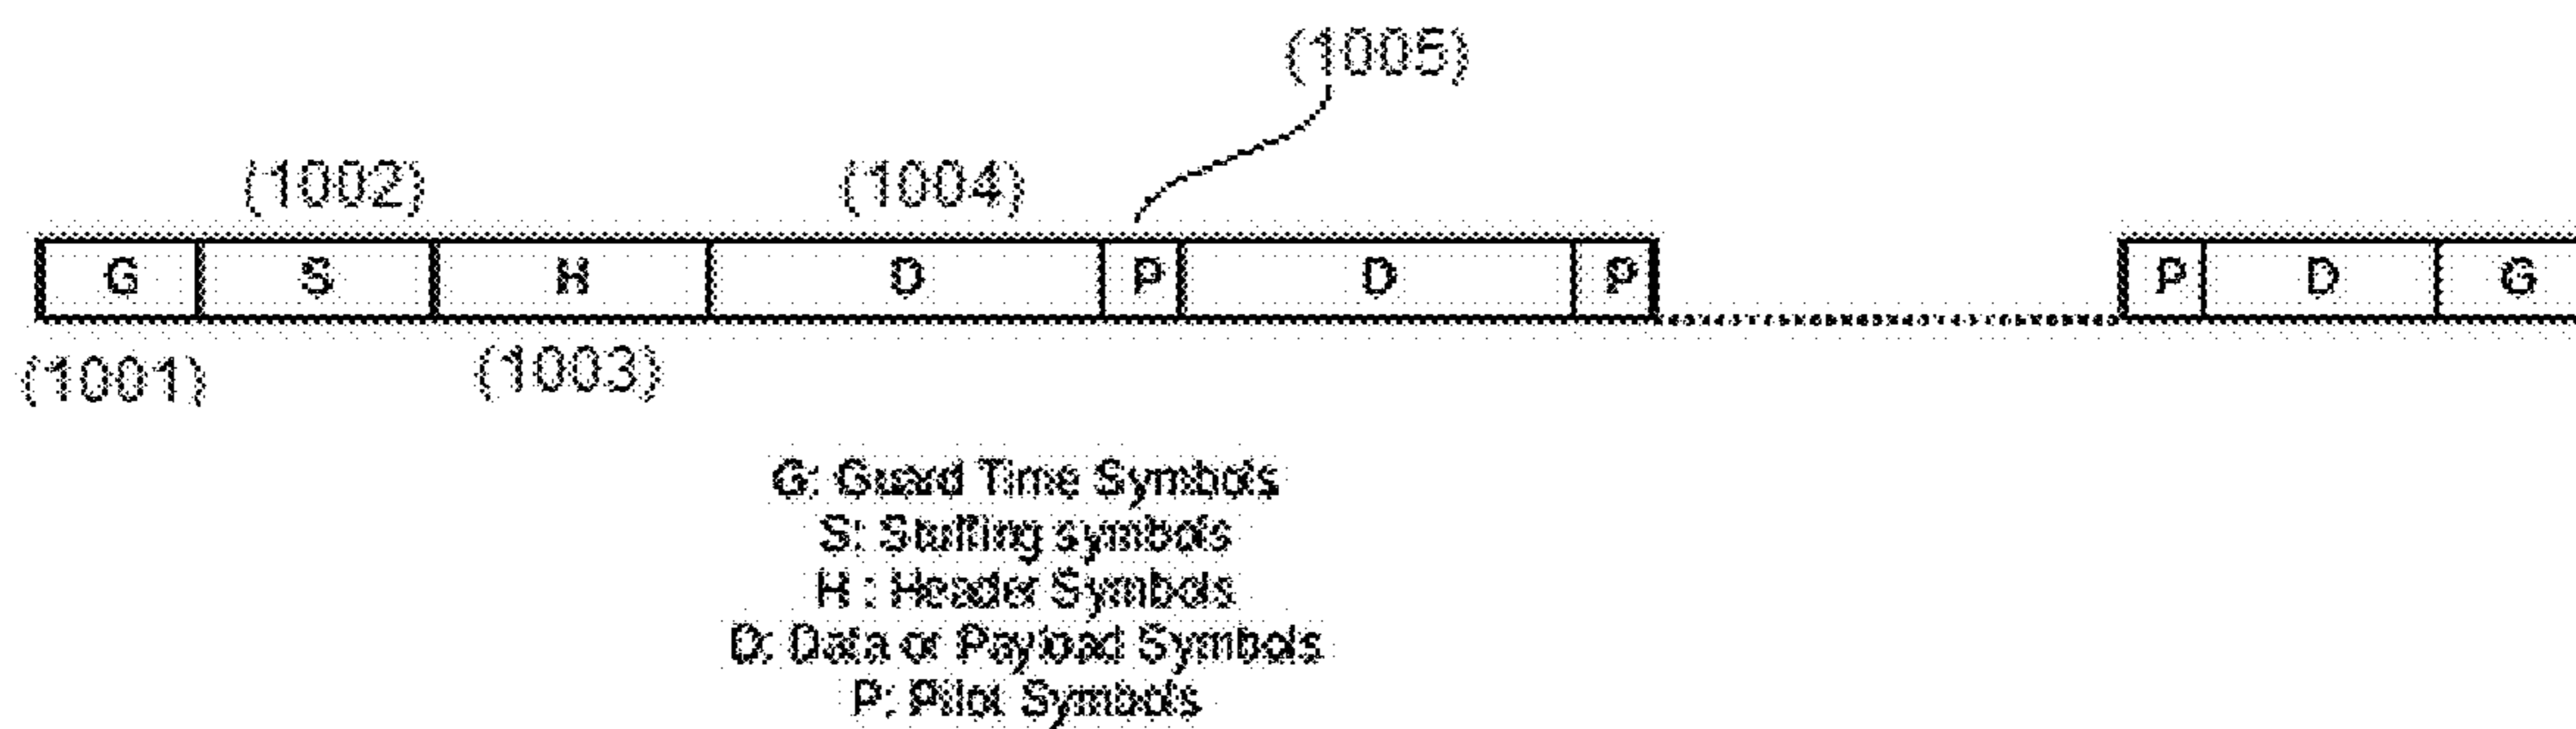 (1005)
(1002) (1004)
G S H D P D P P D G
(1001) (1003)
G: Guard Time Symbols
S: Stuffing symbols
H : Header Symbols
D: Data or Payload Symbols
P: Pilot Symbols